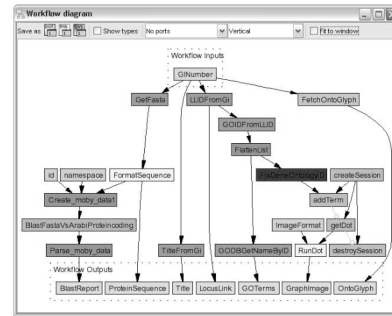 Workflow diagram
Save as Show types No ports Vertical Fit to window
Workflow Inputs
GINumber
GetFasta LLIDFromGi FetchOntoGlyph
GOIDFromLLID
FlattenList
id namespace FormatSequence FixGeneOntologyID createSession
Create_moby_data1 addTerm
BlastFastaVsArabiProteincoding ImageFormat getDot
Parse_moby_data TitleFromGi GODBGetNameByID RunDot destroySession
Workflow Outputs
BlastReport ProteinSequence Title LocusLink GOTerms GraphImage OntoGlyph